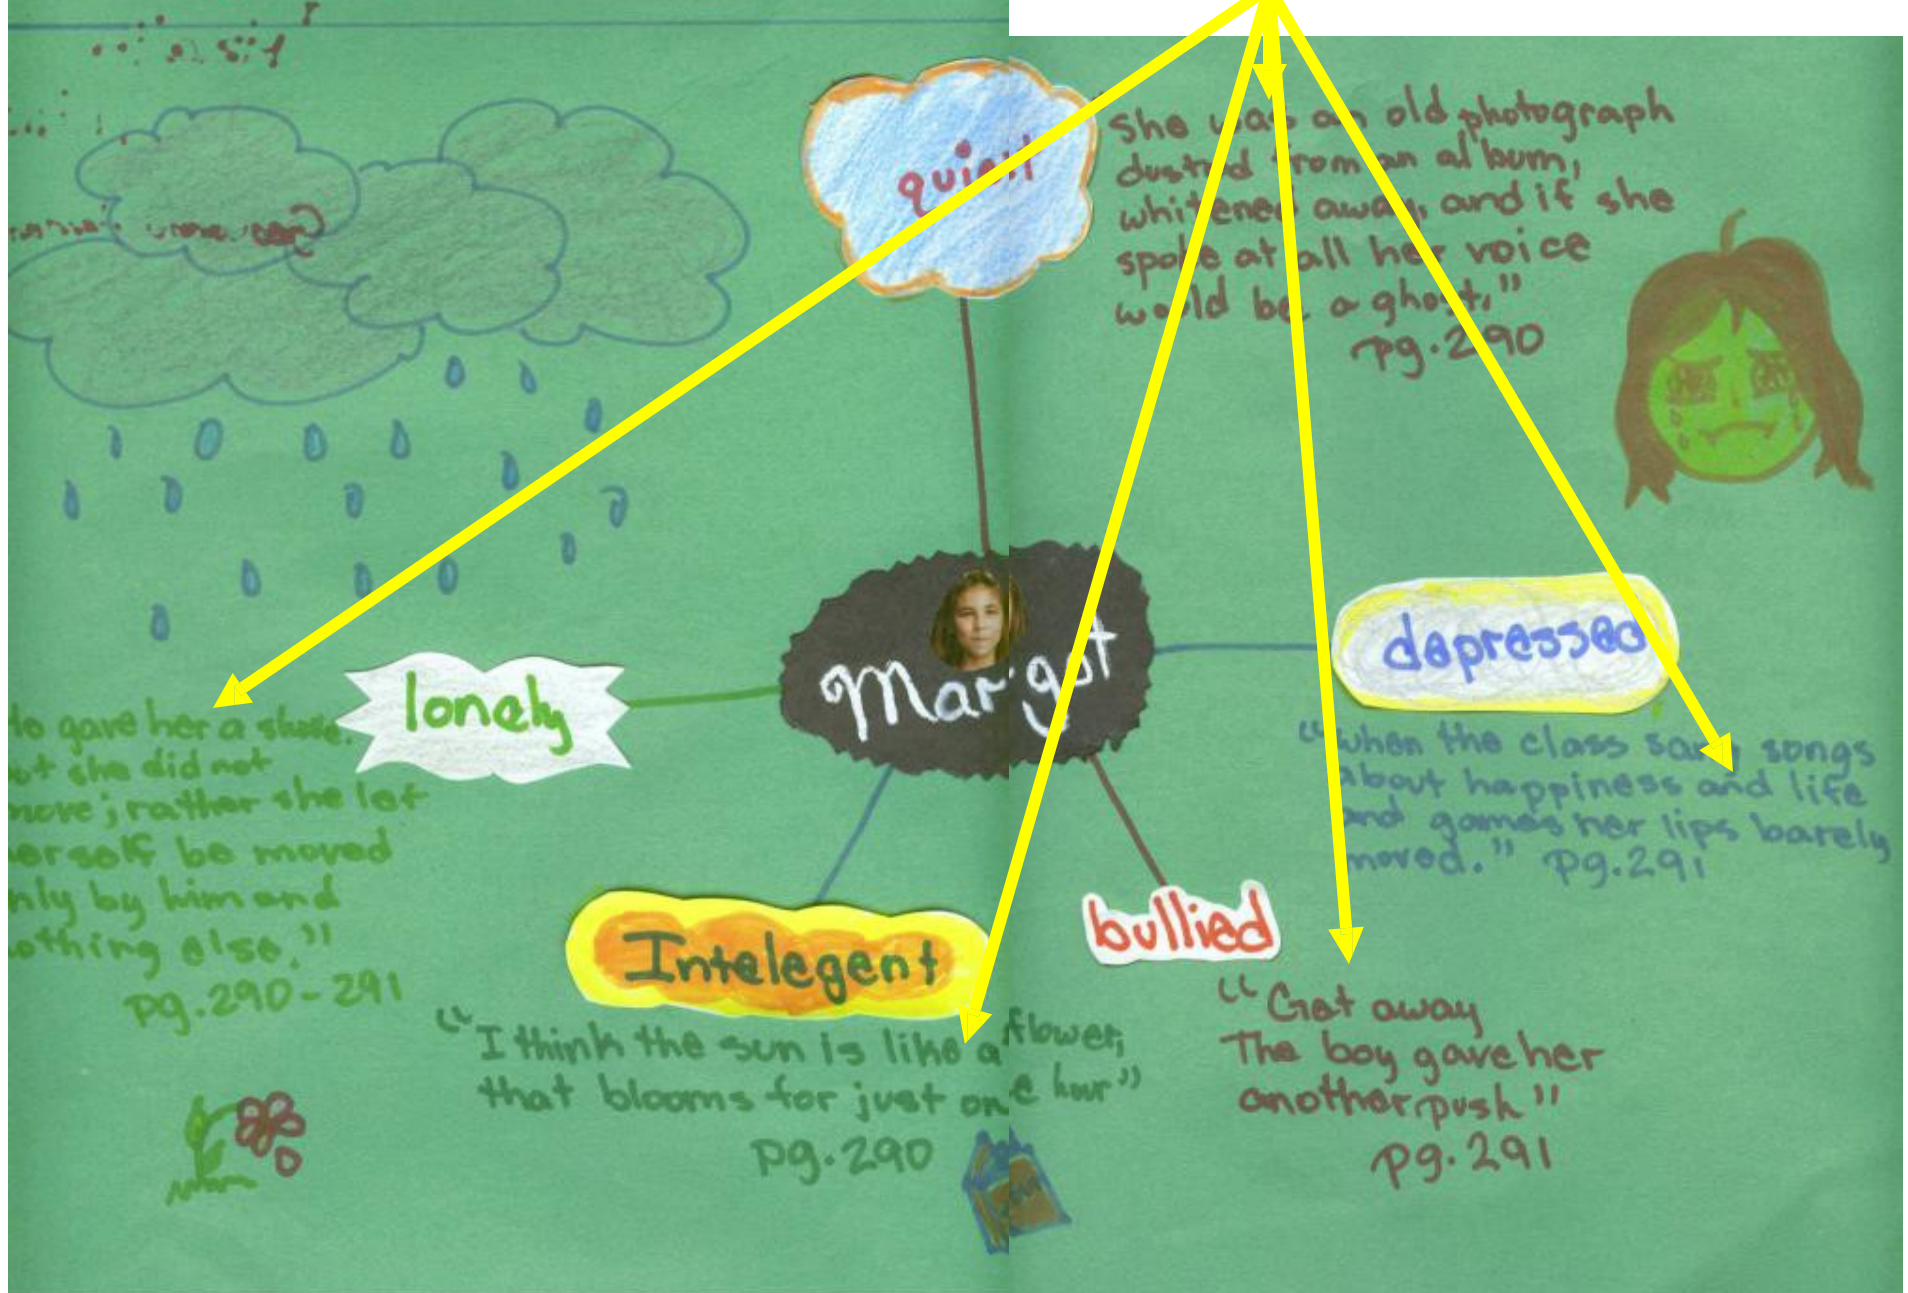 quiet
She was an old photograph
dusted from an album,
whitened away, and if she
spoke at all her voice
would be a ghost."
pg.290
Margot
depressed
lonely
"when the class sang songs
about happiness and life
and games her lips barely
moved." pg.291
gave her a shove.
she did not
move; rather she let
herself be moved
only by him and
nothing else."
pg.290-291
bullied
Intelegent
"Get away
The boy gave her
another push"
pg.291
"I think the sun is like a flower,
that blooms for just one hour"
pg.290